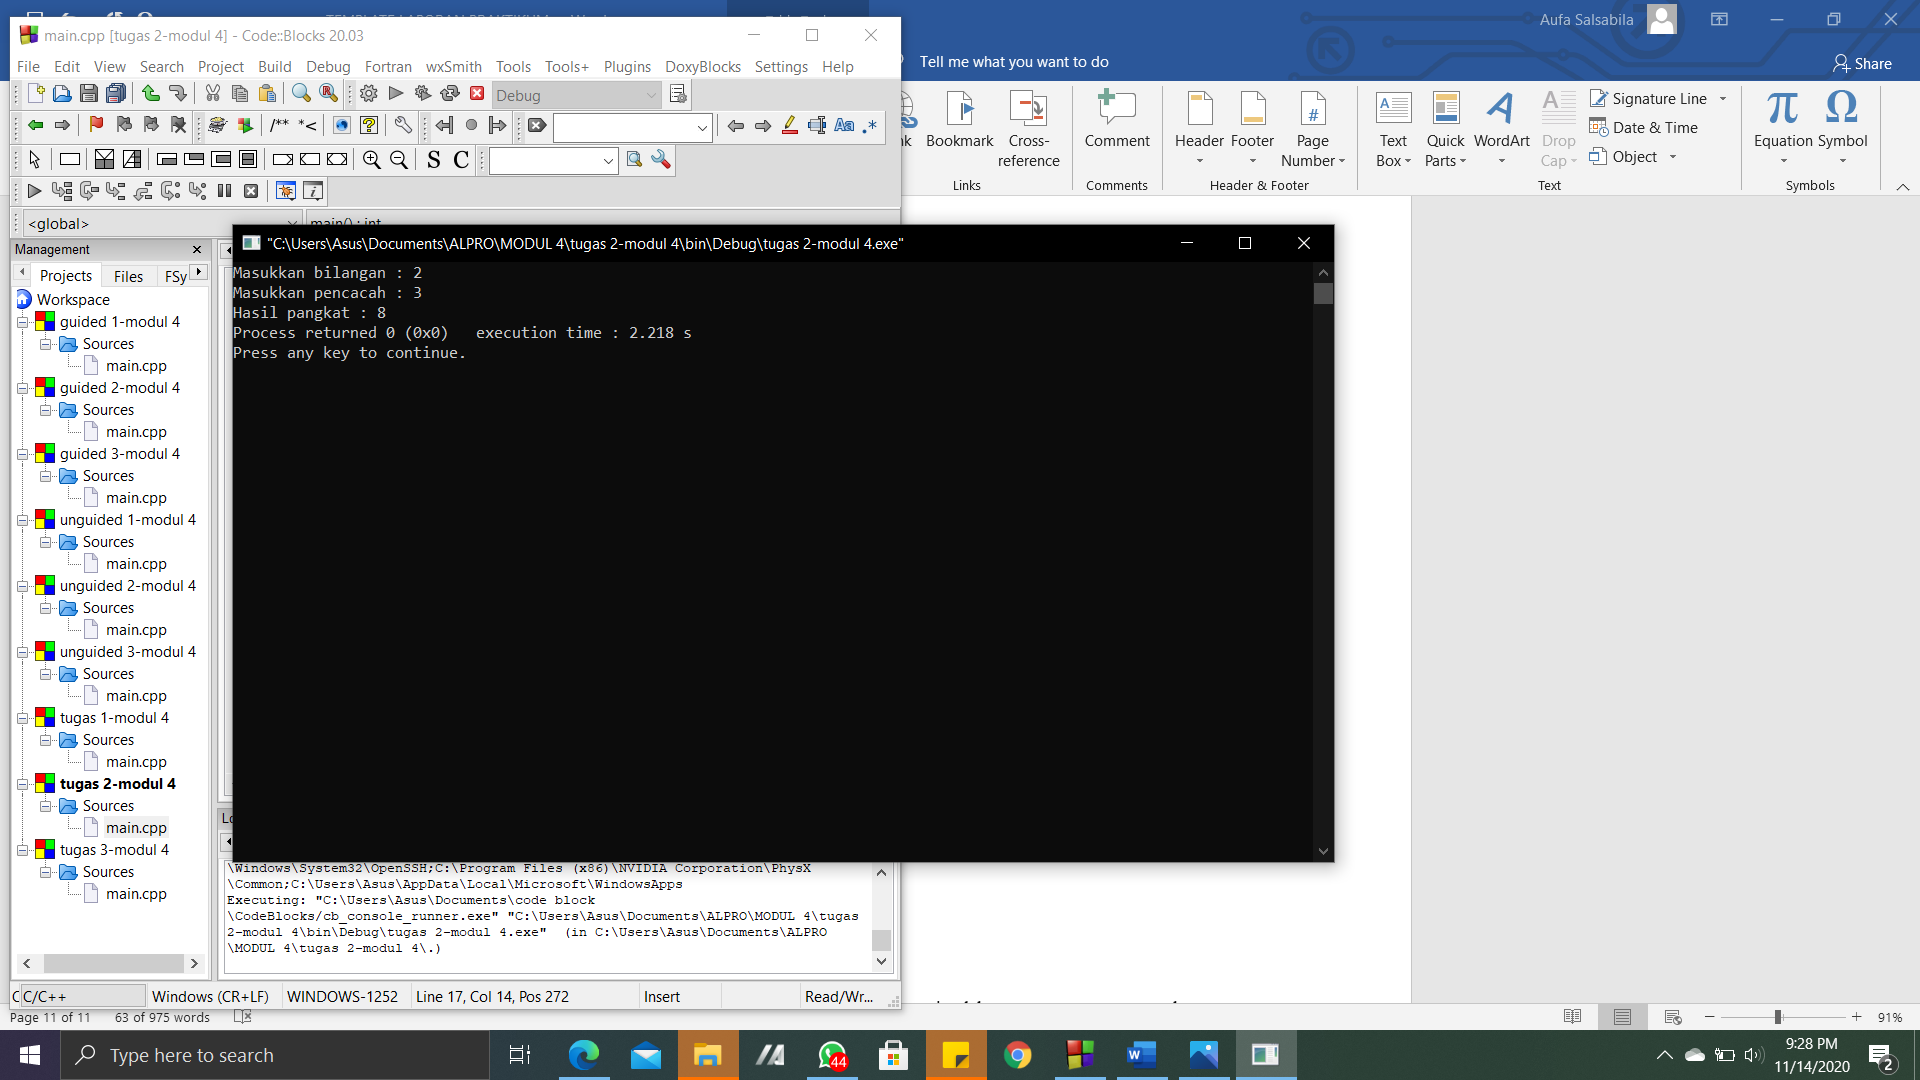 main.cpp [tugas 2-modul 4] - Code::Blocks 20.03
Aufa Salsabila
File Edit View Search Project Build Debug Fortran wxSmith Tools Tools+ Plugins DoxyBlocks Settings Help
Tell me what you want to do
Share
Debug
/** *<
Aa .*
S C
Bookmark
Cross-reference
Links
Comment
Comments
Header
Footer
Page Number
Header & Footer
Text Box
Quick Parts
WordArt
Drop Cap
Signature Line
Date & Time
Object
Text
Equation
Symbol
Symbols
<global>
main() : int
Management
Projects Files FSy
Workspace
guided 1-modul 4
Sources
main.cpp
guided 2-modul 4
Sources
main.cpp
guided 3-modul 4
Sources
main.cpp
unguided 1-modul 4
Sources
main.cpp
unguided 2-modul 4
Sources
main.cpp
unguided 3-modul 4
Sources
main.cpp
tugas 1-modul 4
Sources
main.cpp
tugas 2-modul 4
Sources
main.cpp
tugas 3-modul 4
Sources
main.cpp
"C:\Users\Asus\Documents\ALPRO\MODUL 4\tugas 2-modul 4\bin\Debug\tugas 2-modul 4.exe"
Masukkan bilangan : 2
Masukkan pencacah : 3
Hasil pangkat : 8
Process returned 0 (0x0)   execution time : 2.218 s
Press any key to continue.
\Windows\System32\OpenSSH;C:\Program Files (x86)\NVIDIA Corporation\PhysX
\Common;C:\Users\Asus\AppData\Local\Microsoft\WindowsApps
Executing: "C:\Users\Asus\Documents\code block
\CodeBlocks/cb_console_runner.exe" "C:\Users\Asus\Documents\ALPRO\MODUL 4\tugas
2-modul 4\bin\Debug\tugas 2-modul 4.exe"  (in C:\Users\Asus\Documents\ALPRO
\MODUL 4\tugas 2-modul 4\.)
C/C++ Windows (CR+LF) WINDOWS-1252 Line 17, Col 14, Pos 272 Insert Read/Wr...
Page 11 of 11 63 of 975 words
91%
Type here to search
44
9:28 PM
11/14/2020
2